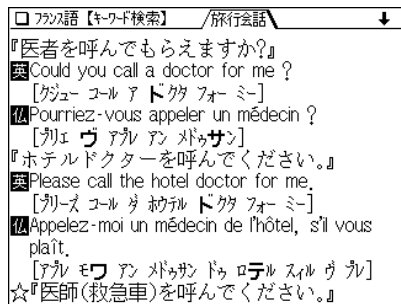 □ フランス語【キーワード検索】 /旅行会話\ ↓
『医者を呼んでもらえますか?』
英Could you call a doctor for me ?
[クジュー コール ア ドクタ フォー ミー]
仏Pourriez-vous appeler un médecin ?
[プリエ ヴ アプレ アン メドゥサン]
『ホテルドクターを呼んでください。』
英Please call the hotel doctor for me.
[プリーズ コール ダ ホウテル ドクタ フォー ミー]
仏Appelez-moi un médecin de l'hôtel, s'il vous
plaît.
[アプレ モワ アン メドゥサン ドゥ ロテル スィル ヴ プレ]
☆『医師(救急車)を呼んでください。』